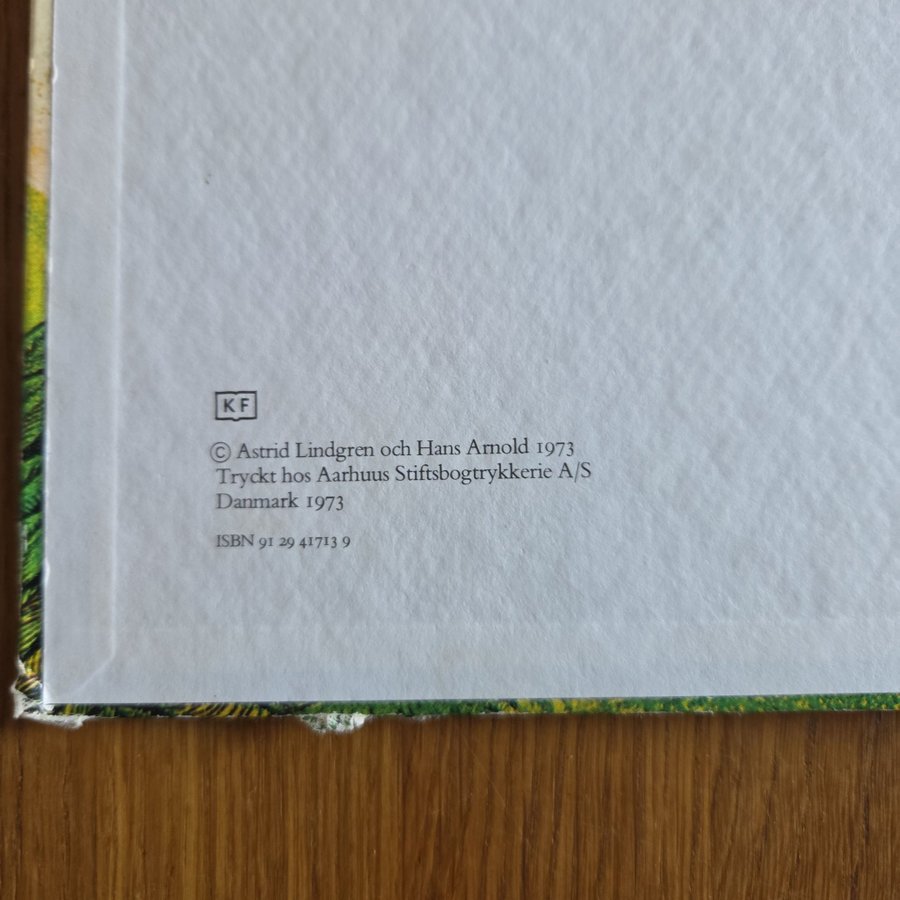 KF
© Astrid Lindgren och Hans Arnold 1973
Tryckt hos Aarhuus Stiftsbogtrykkerie A/S
Danmark 1973
ISBN 91 29 41713 9